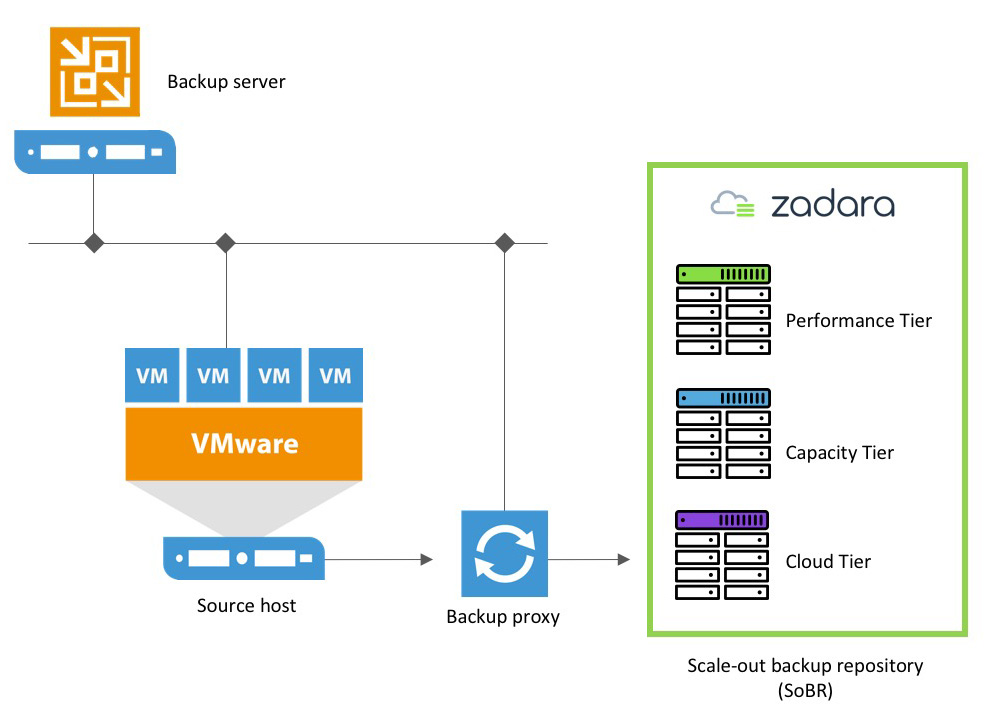 Backup server
zadara
Performance Tier
VM VM VM VM
VMware
Capacity Tier
Cloud Tier
Source host
Backup proxy
Scale-out backup repository
(SoBR)